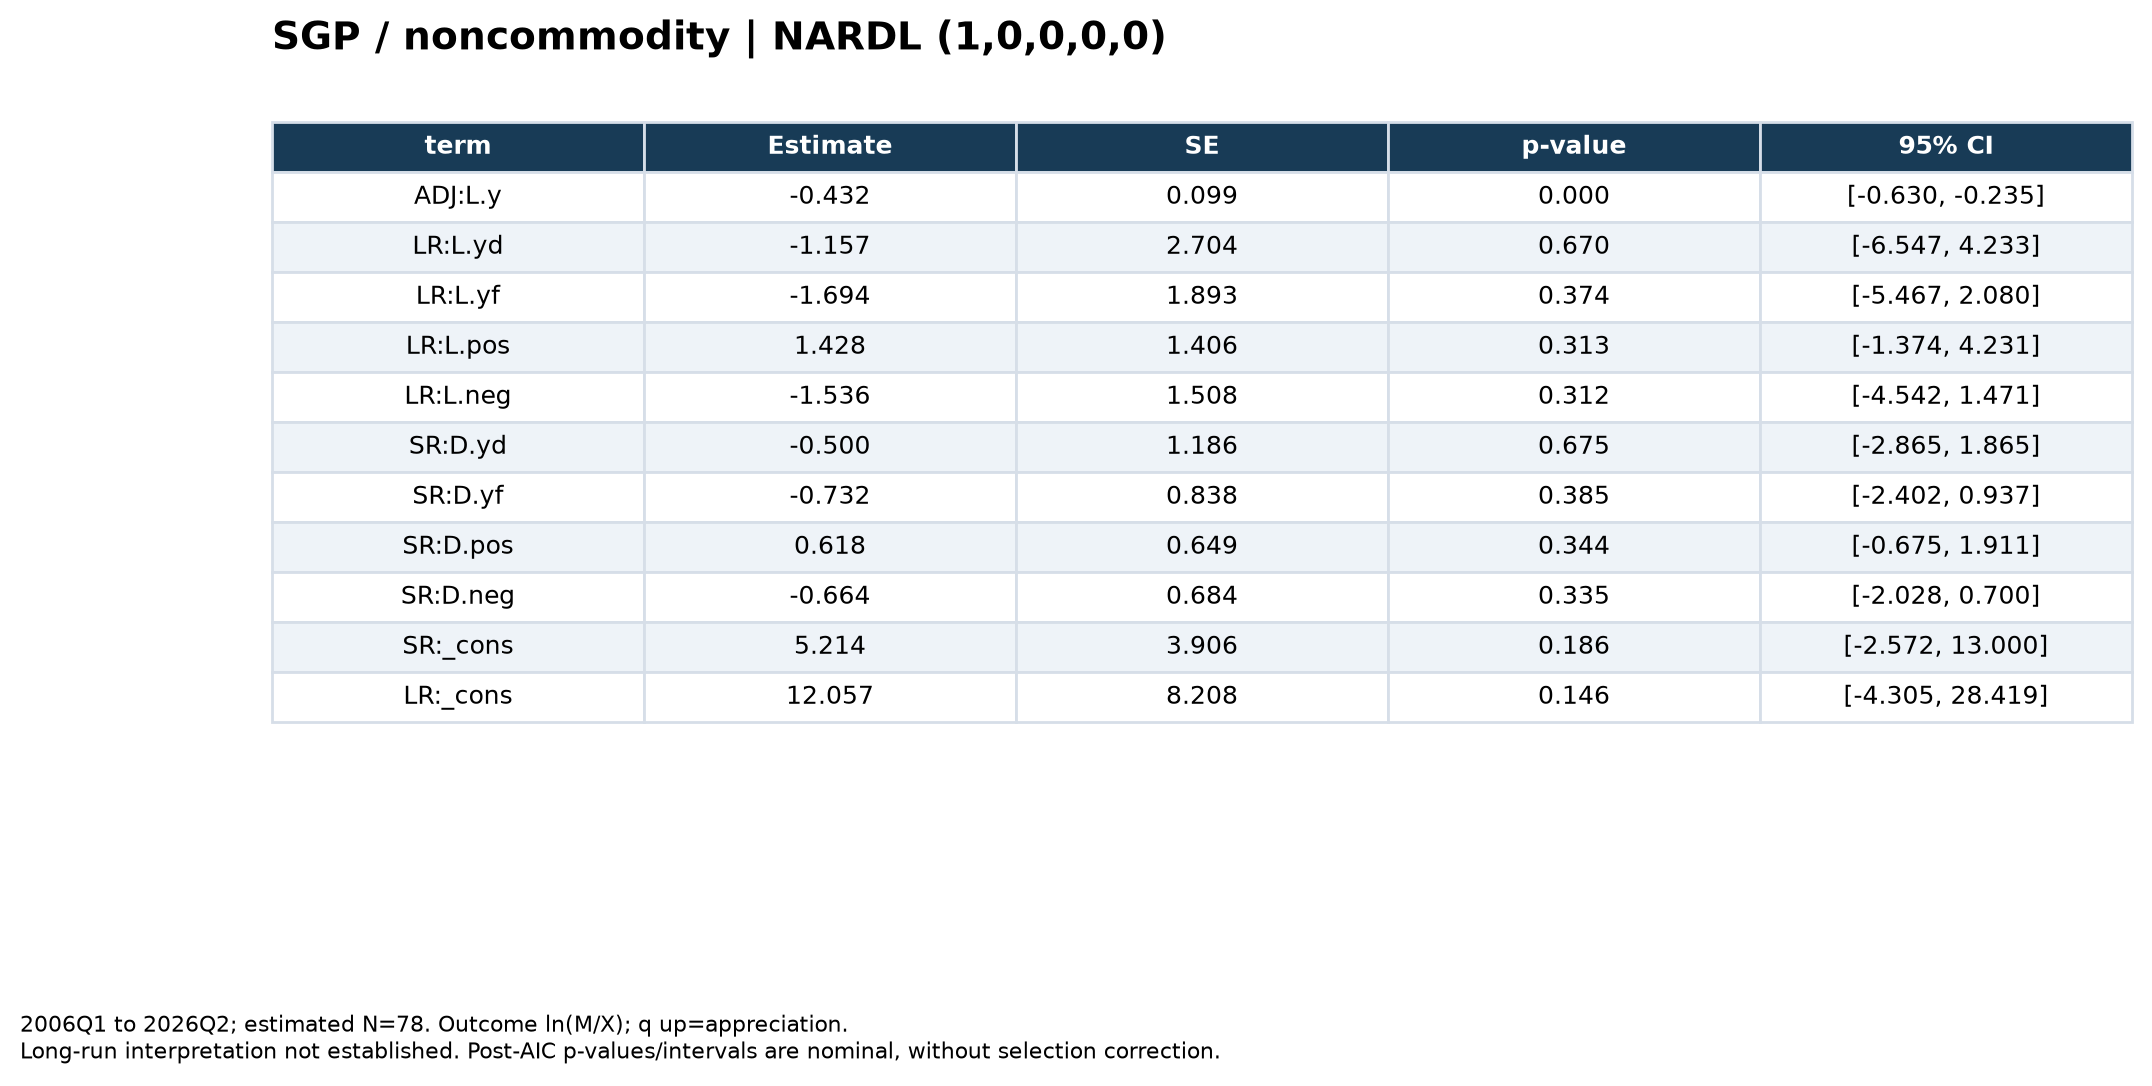 SGP / noncommodity | NARDL (1,0,0,0,0)
term Estimate SE p-value 95% CI
ADJ:L.y -0.432 0.099 0.000 [-0.630, -0.235]
LR:L.yd -1.157 2.704 0.670 [-6.547, 4.233]
LR:L.yf -1.694 1.893 0.374 [-5.467, 2.080]
LR:L.pos 1.428 1.406 0.313 [-1.374, 4.231]
LR:L.neg -1.536 1.508 0.312 [-4.542, 1.471]
SR:D.yd -0.500 1.186 0.675 [-2.865, 1.865]
SR:D.yf -0.732 0.838 0.385 [-2.402, 0.937]
SR:D.pos 0.618 0.649 0.344 [-0.675, 1.911]
SR:D.neg -0.664 0.684 0.335 [-2.028, 0.700]
SR:_cons 5.214 3.906 0.186 [-2.572, 13.000]
LR:_cons 12.057 8.208 0.146 [-4.305, 28.419]
2006Q1 to 2026Q2; estimated N=78. Outcome ln(M/X); q up=appreciation.
Long-run interpretation not established. Post-AIC p-values/intervals are nominal, without selection correction.